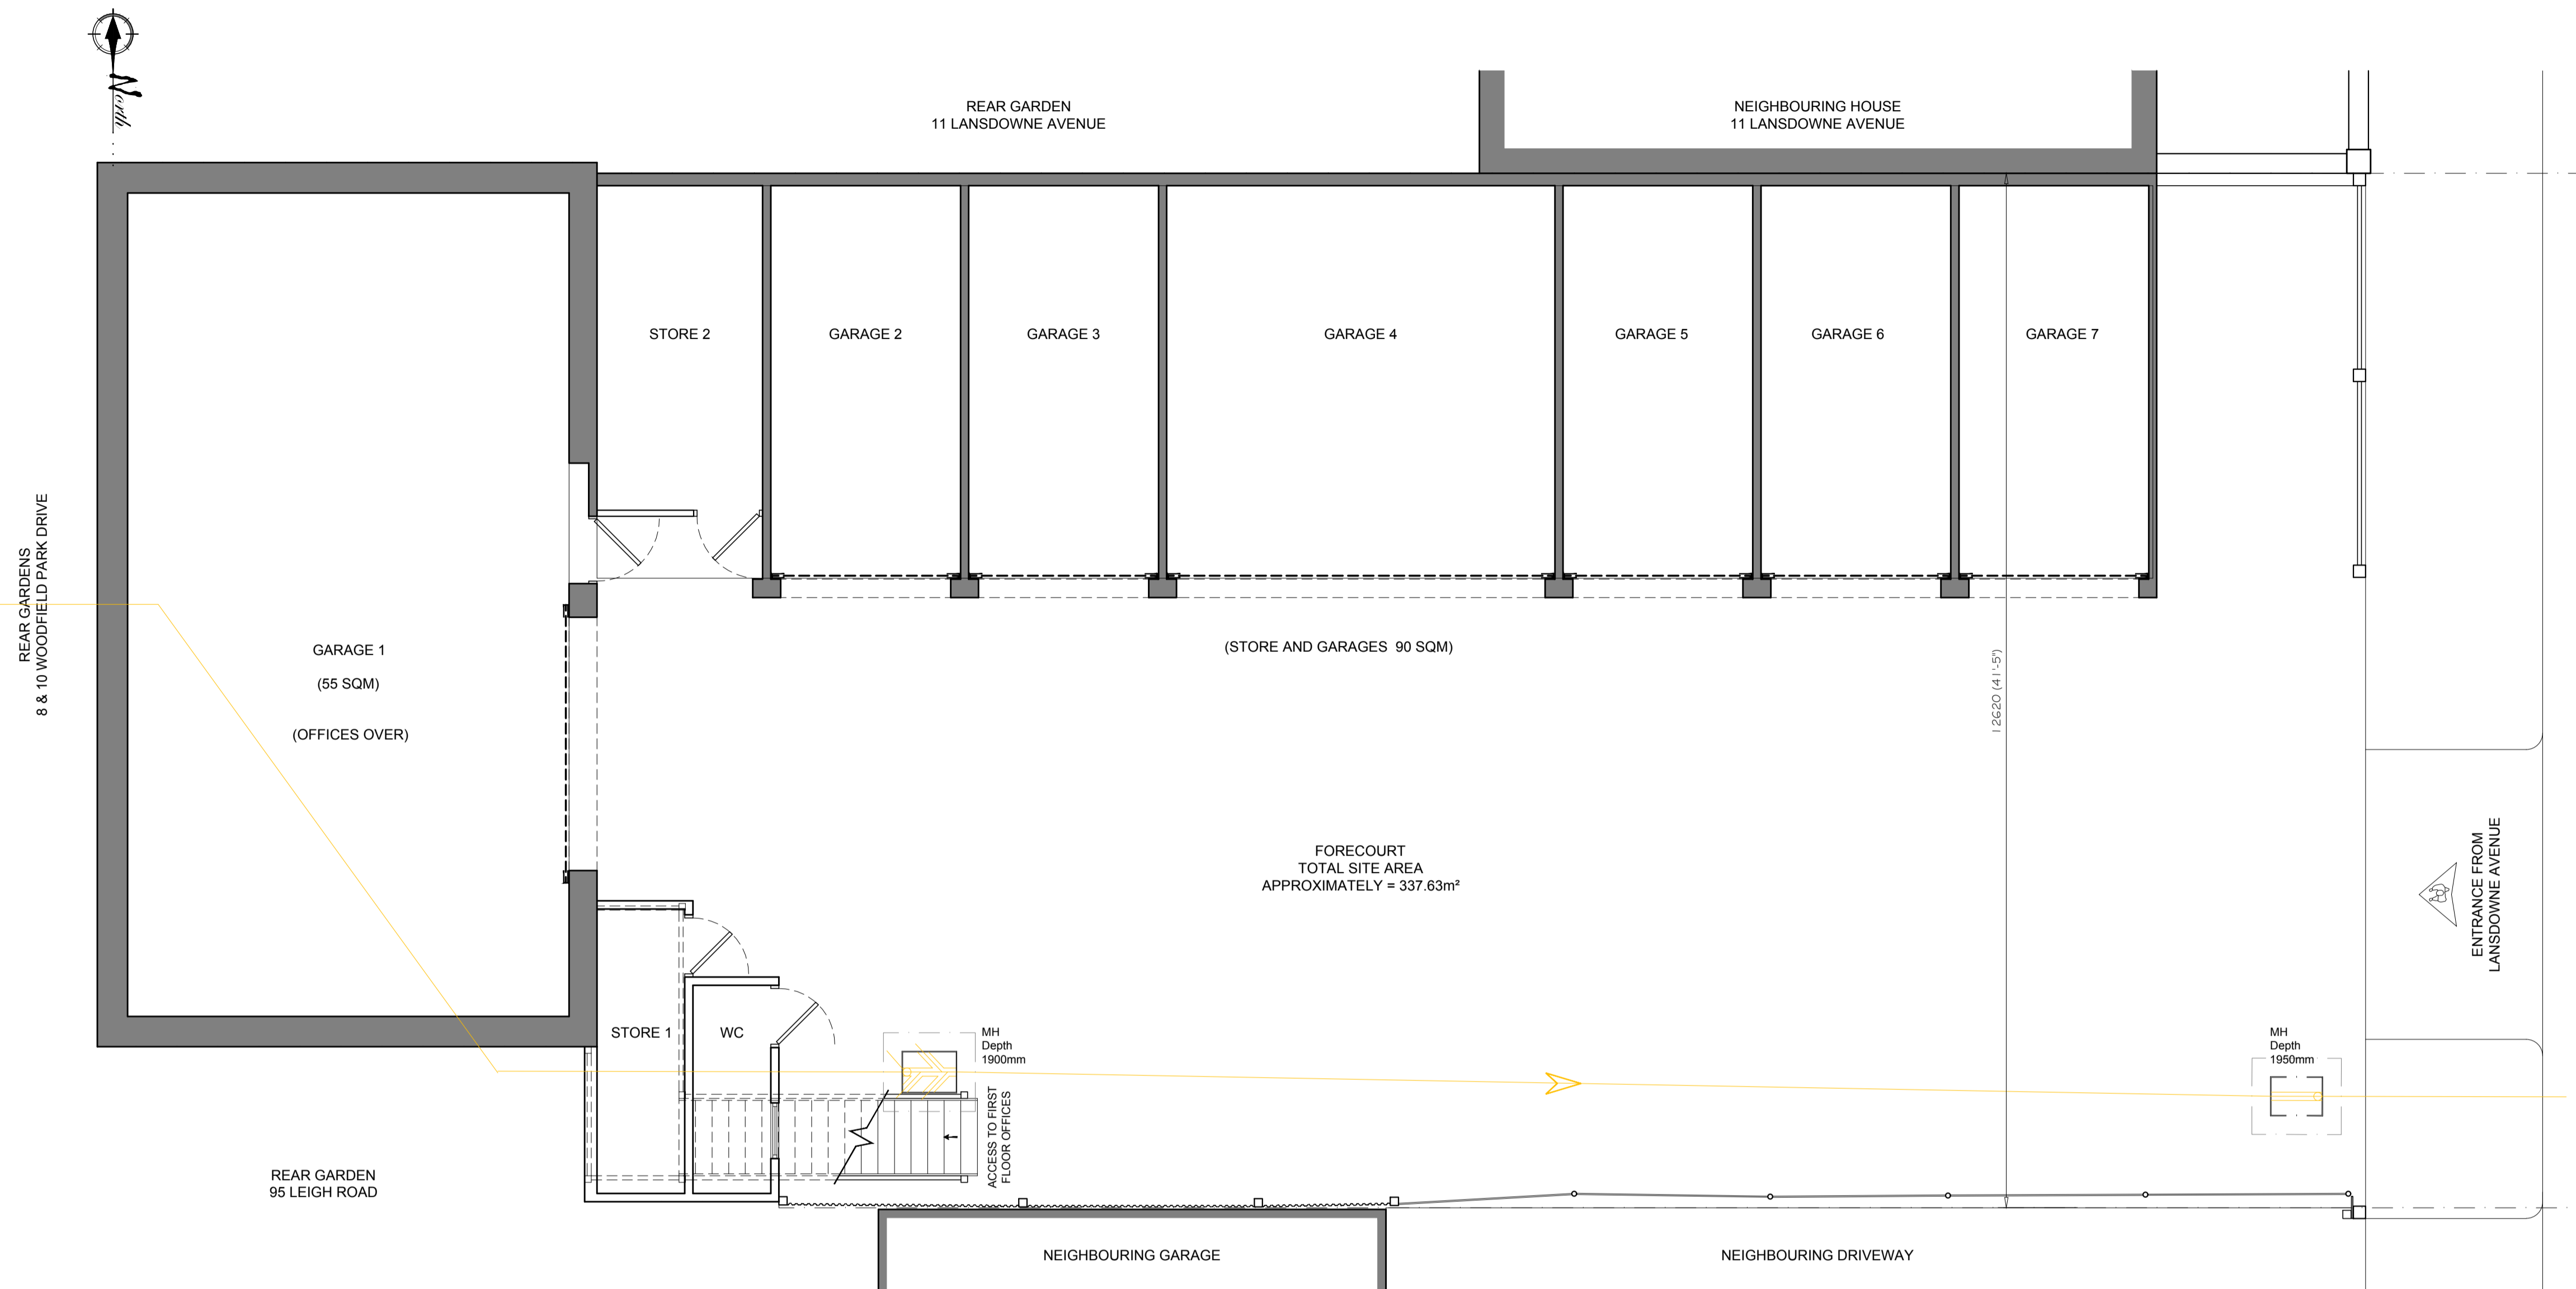 North
REAR GARDEN
11 LANSDOWNE AVENUE
NEIGHBOURING HOUSE
11 LANSDOWNE AVENUE
STORE 2
GARAGE 2
GARAGE 3
GARAGE 4
GARAGE 5
GARAGE 6
GARAGE 7
REAR GARDENS
8 & 10 WOODFIELD PARK DRIVE
GARAGE 1
(55 SQM)
(OFFICES OVER)
(STORE AND GARAGES 90 SQM)
12620 (41'-5")
FORECOURT
TOTAL SITE AREA
APPROXIMATELY = 337.63m²
ENTRANCE FROM
LANSDOWNE AVENUE
STORE 1
WC
MH
Depth
1900mm
MH
Depth
1950mm
ACCESS TO FIRST
FLOOR OFFICES
REAR GARDEN
95 LEIGH ROAD
NEIGHBOURING GARAGE
NEIGHBOURING DRIVEWAY